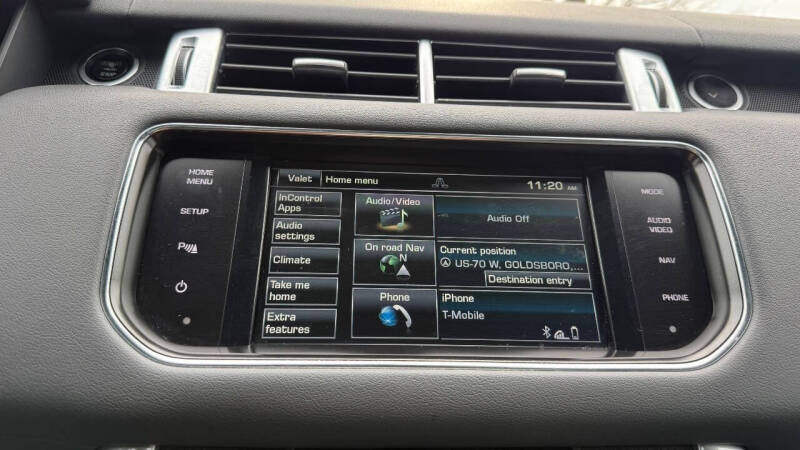 START
STOP
HOME
MENU
SETUP
P
Valet
Home menu
11:20 AM
InControl
Apps
Audio
settings
Climate
Take me
home
Extra
features
Audio/Video
On road Nav
N
Phone
Audio Off
Current position
US-70 W, GOLDSBORO,...
Destination entry
iPhone
T-Mobile
MODE
AUDIO
VIDEO
NAV
PHONE